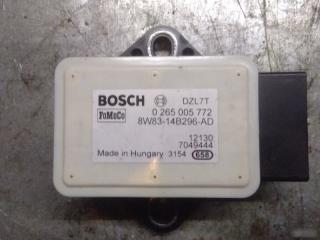 BOSCH DZL7T
FoMoCo 0 265 005 772
8W83-14B296-AD
12130
7049444
Made in Hungary 3154 658